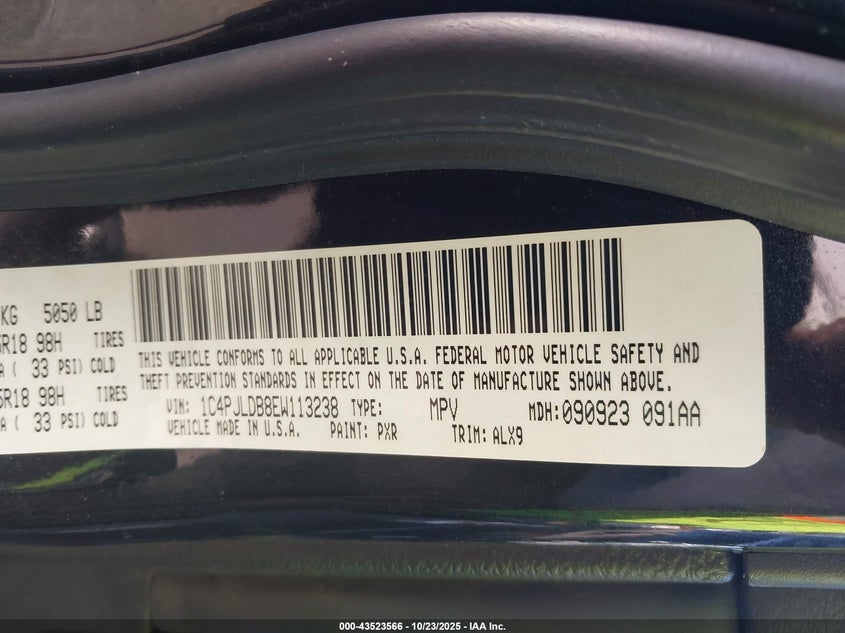 KG 5050 LB
5R18 98H TIRES
A ( 33 PSI) COLD
5R18 98H TIRES
A ( 33 PSI) COLD
THIS VEHICLE CONFORMS TO ALL APPLICABLE U.S.A. FEDERAL MOTOR VEHICLE SAFETY AND
THEFT PREVENTION STANDARDS IN EFFECT ON THE DATE OF MANUFACTURE SHOWN ABOVE.
VIN: 1C4PJLDB8EW113238 TYPE: MPV MDH:090923 091AA
VEHICLE MADE IN U.S.A. PAINT: PXR TRIM: ALX9
000-43523566 - 10/23/2025 - IAA Inc.